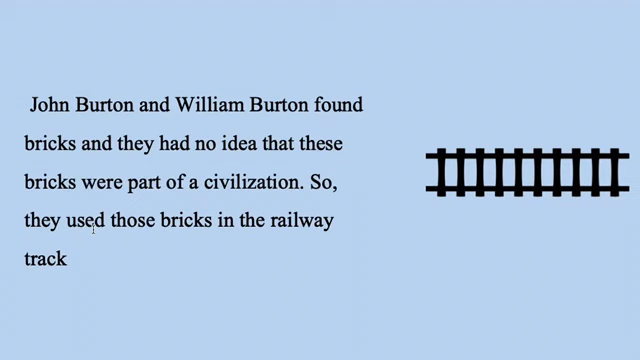 John Burton and William Burton found
bricks and they had no idea that these
bricks were part of a civilization. So,
they used those bricks in the railway
track